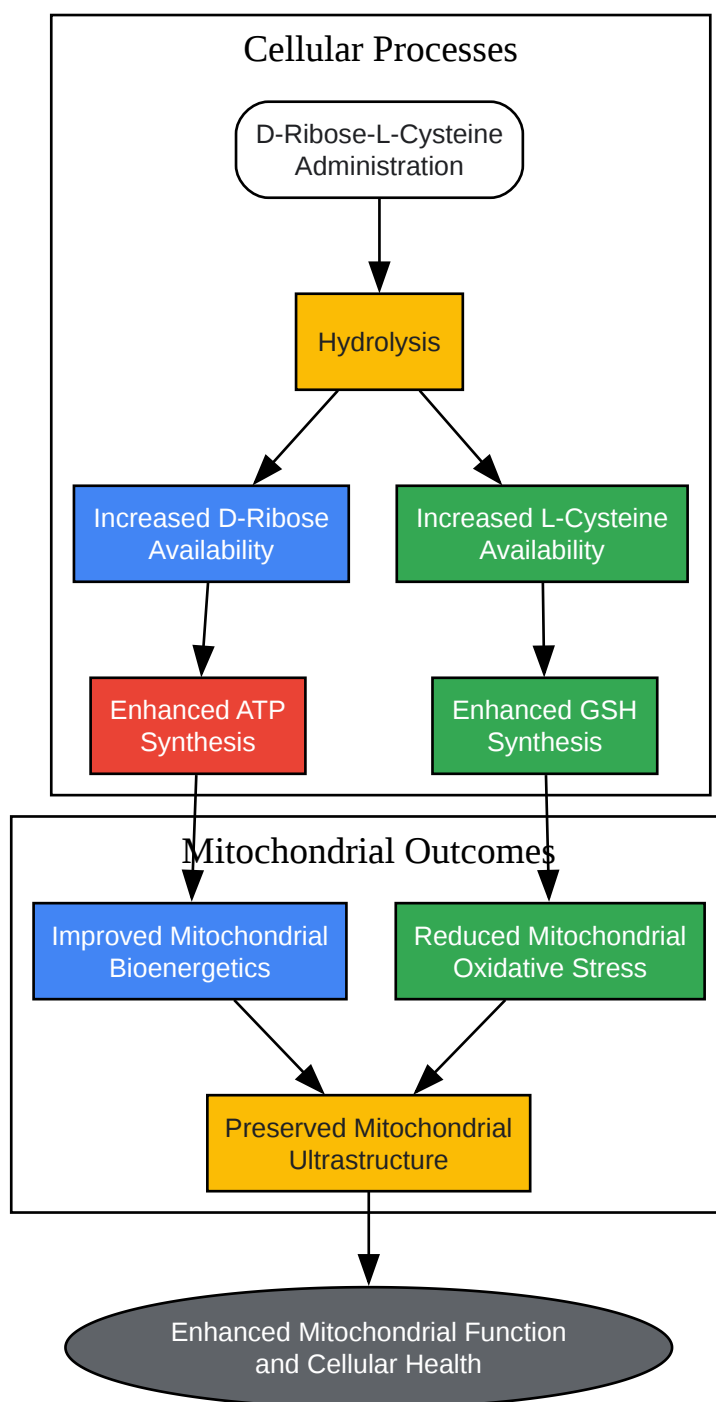 Cellular Processes
D-Ribose-L-Cysteine
Administration
Hydrolysis
Increased D-Ribose
Availability
Increased L-Cysteine
Availability
Enhanced ATP
Synthesis
Enhanced GSH
Synthesis
Mitochondrial Outcomes
Improved Mitochondrial
Bioenergetics
Reduced Mitochondrial
Oxidative Stress
Preserved Mitochondrial
Ultrastructure
Enhanced Mitochondrial Function
and Cellular Health